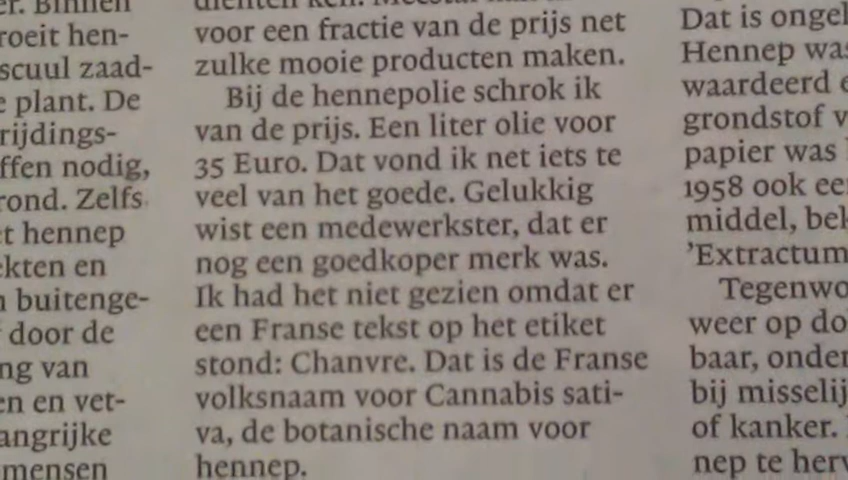 er. Binnen
roeit hen-
scuul zaad-
e plant. De
rijdings-
ffen nodig,
rond. Zelfs
et hennep
ekten en
n buitenge-
door de
ng van
en en vet-
angrijke
mensen
voor een fractie van de prijs net
zulke mooie producten maken.
Bij de hennepolie schrok ik
van de prijs. Een liter olie voor
35 Euro. Dat vond ik net iets te
veel van het goede. Gelukkig
wist een medewerkster, dat er
nog een goedkoper merk was.
Ik had het niet gezien omdat er
een Franse tekst op het etiket
stond: Chanvre. Dat is de Franse
volksnaam voor Cannabis sati-
va, de botanische naam voor
hennep.
Dat is ongel
Hennep was
waardeerd e
grondstof v
papier was
1958 ook ee
middel, bek
'Extractum
Tegenwo
weer op do
baar, onder
bij misselij
of kanker.
nep te herv